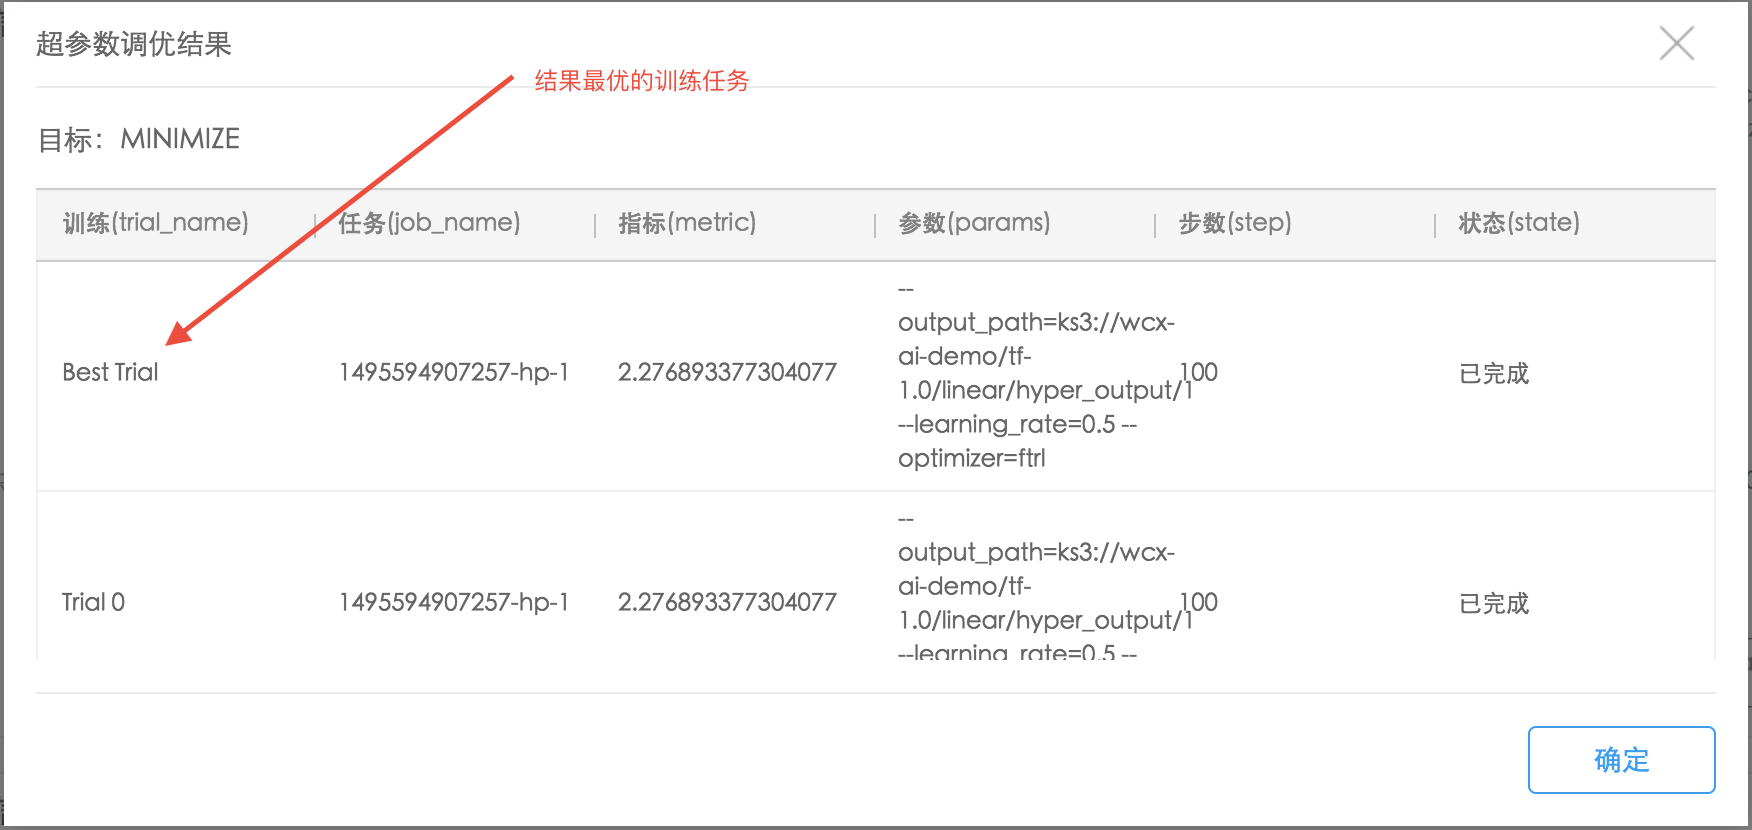 超参数调优结果
结果最优的训练任务
目标：MINIMIZE
训练(trial_name)
任务(job_name)
指标(metric)
参数(params)
步数(step)
状态(state)
Best Trial
1495594907257-hp-1
2.276893377304077
--
output_path=ks3://wcx-
ai-demo/tf-
1.0/linear/hyper_output/1
--learning_rate=0.5 --
optimizer=ftrl
100
已完成
Trial 0
1495594907257-hp-1
2.276893377304077
--
output_path=ks3://wcx-
ai-demo/tf-
1.0/linear/hyper_output/1
--learning_rate=0.5 --
100
已完成
确定